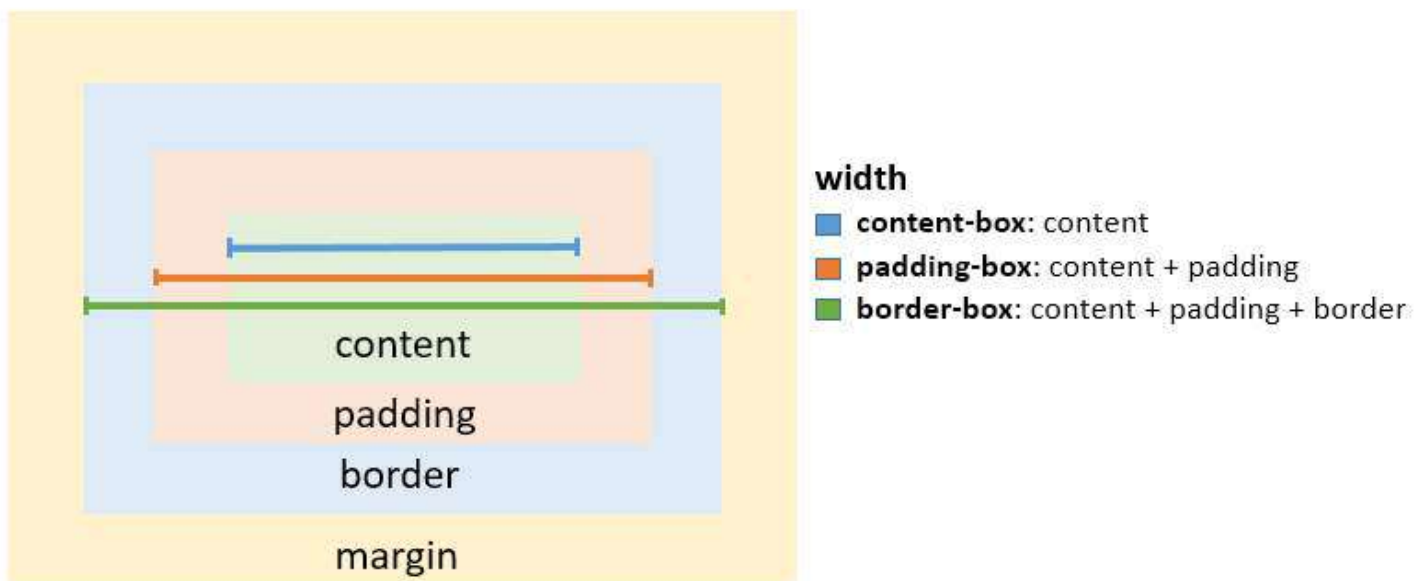 width
content-box: content
padding-box: content + padding
border-box: content + padding + border
content
padding
border
margin